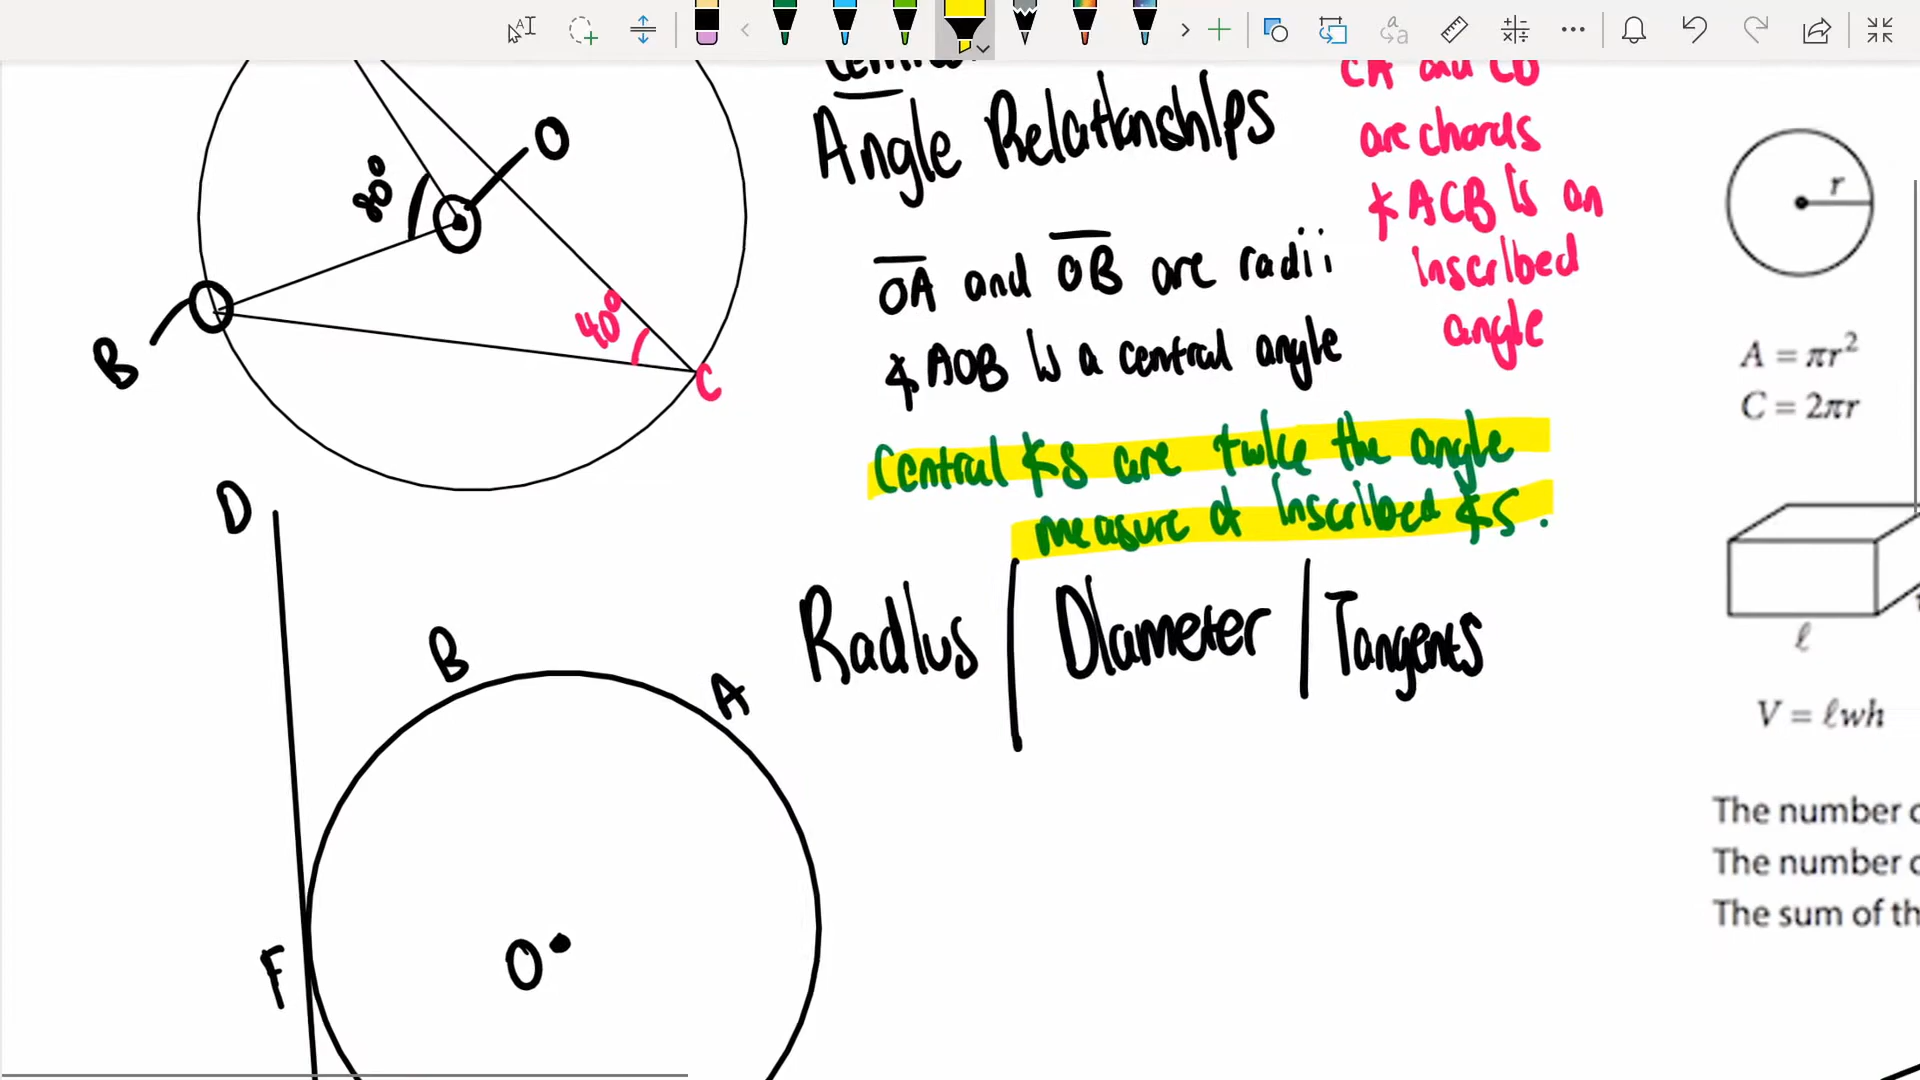 O
80°
40°
B
C
Angle Relationships
CA and CB
are chords
∡ ACB is an
inscribed
angle
OA and OB are radii
∡ AOB is a central angle
Central ∡s are twice the angle
measure of inscribed ∡s.
Radius | Diameter | Tangents
D
B
A
F
O
r
A = πr²
C = 2πr
ℓ
V = ℓwh
The number
The number
The sum of th